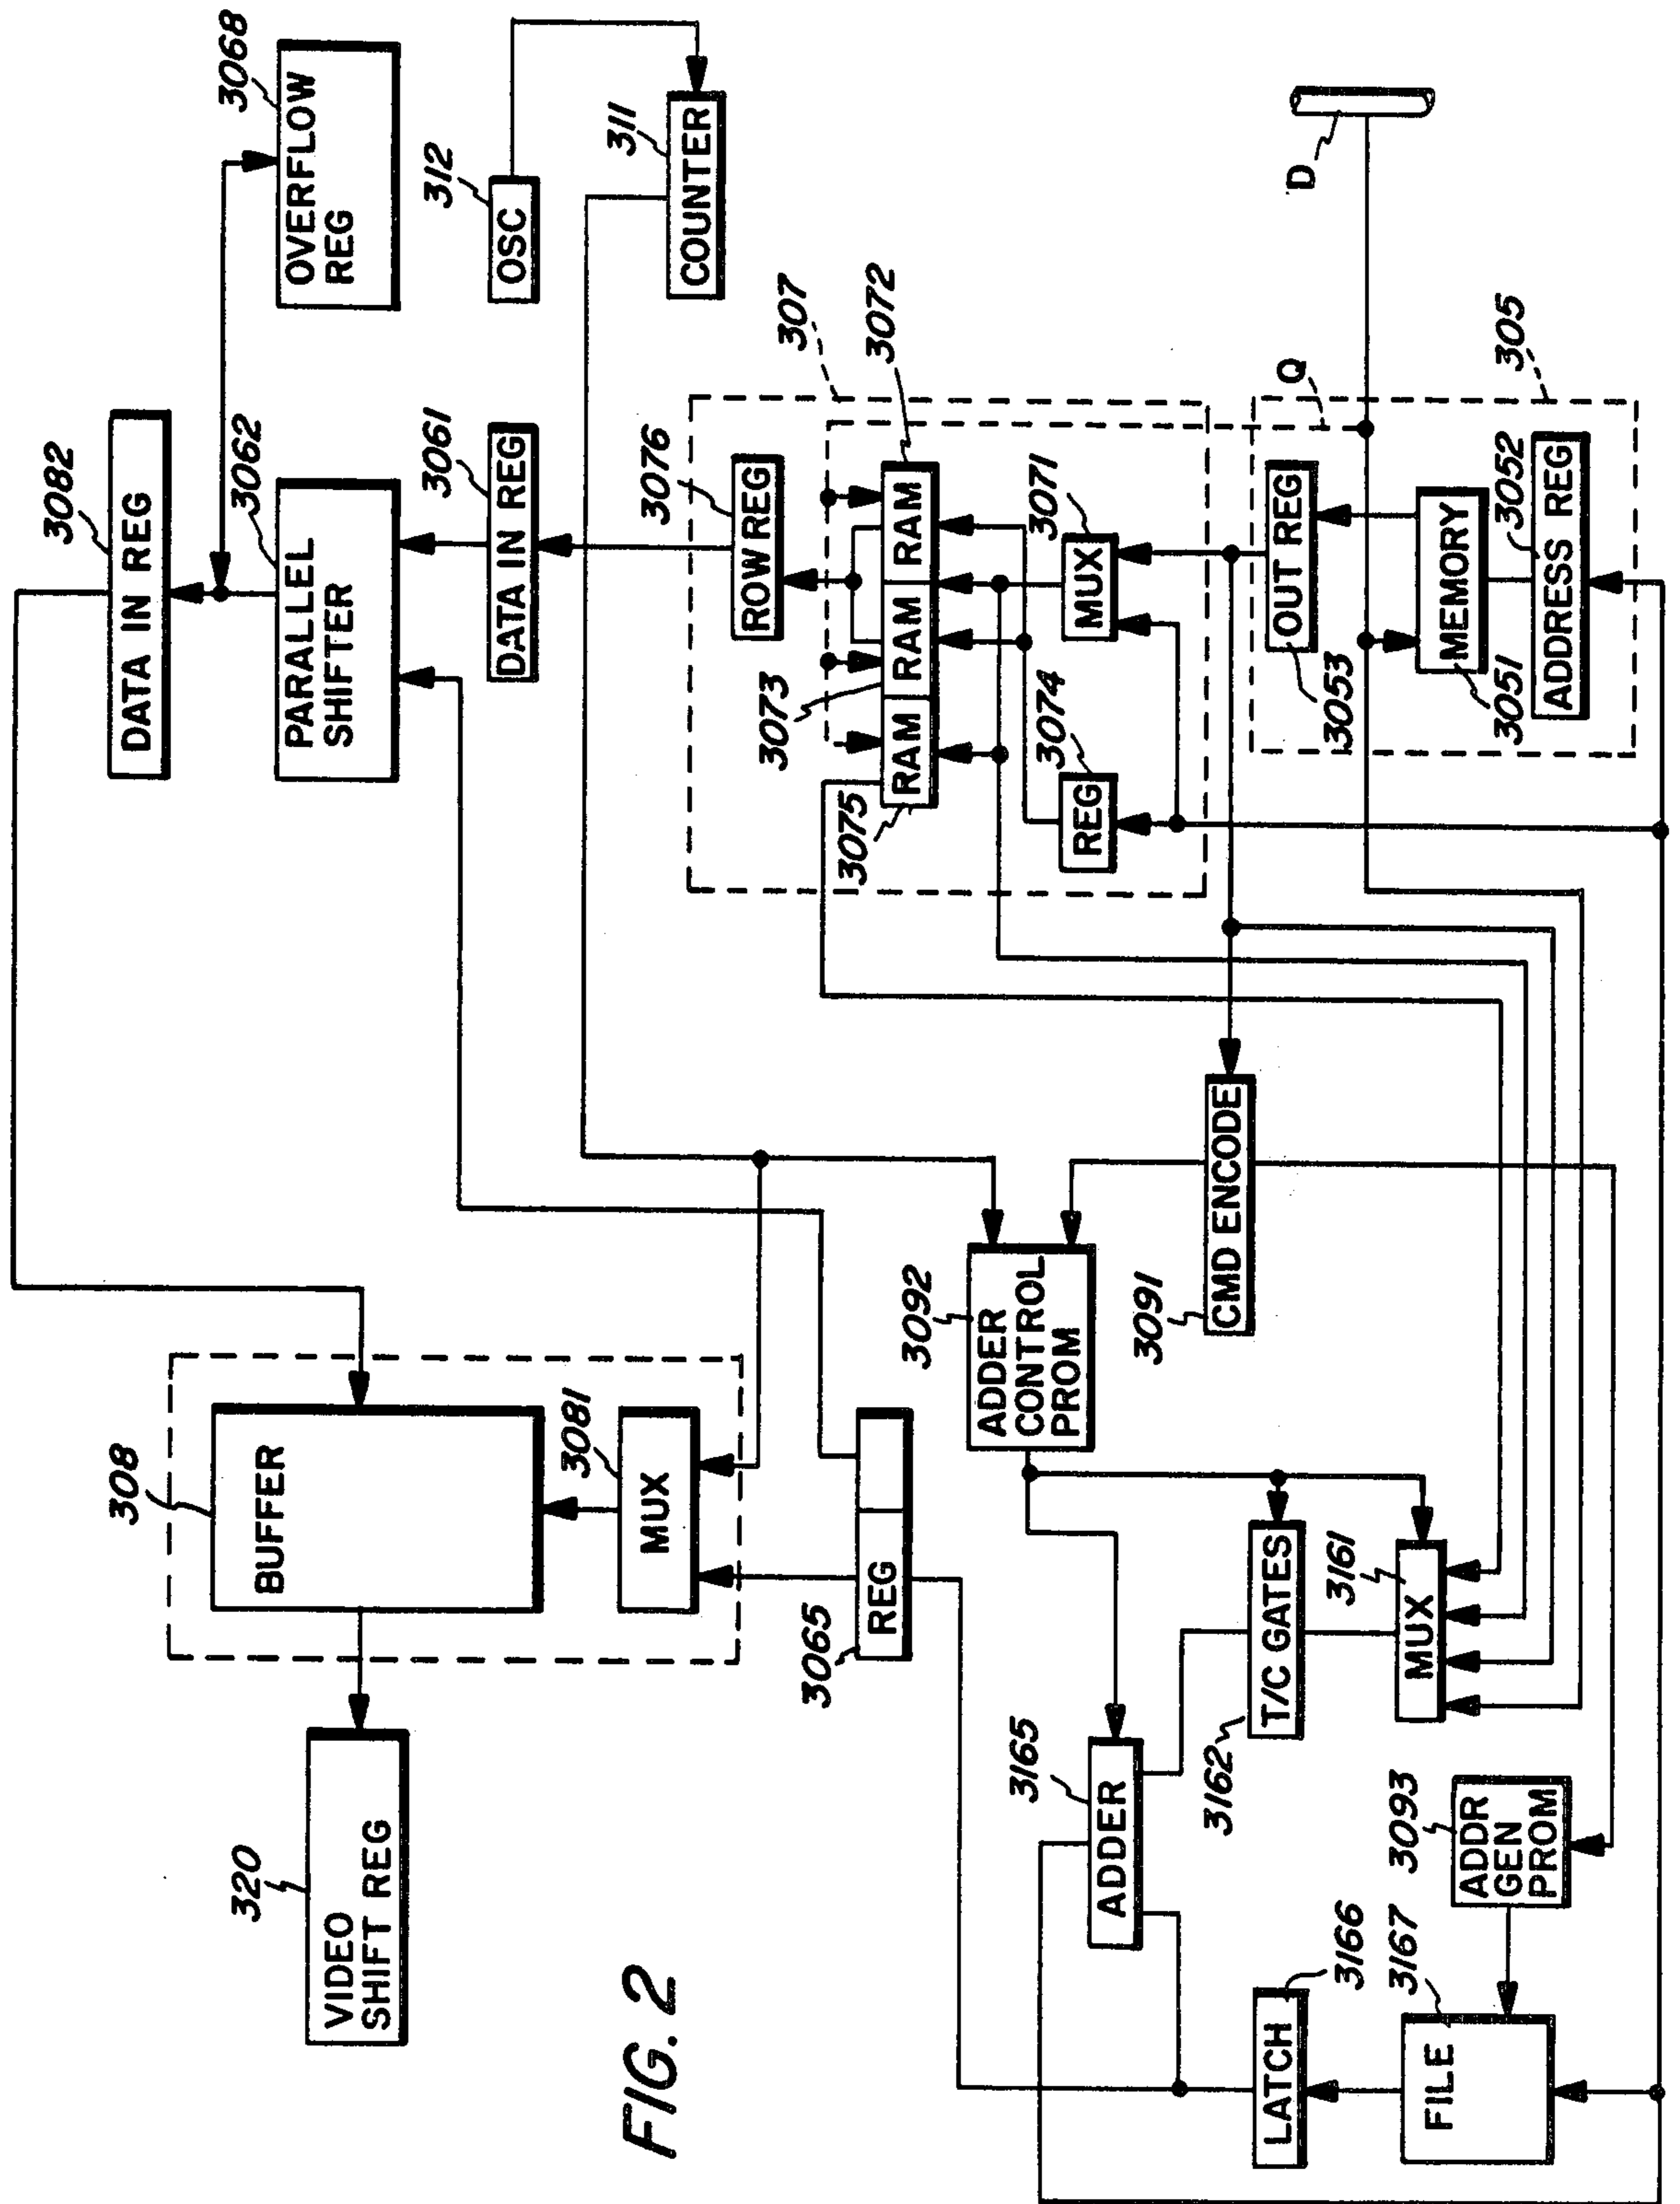 3082
DATA IN REG
3068
OVERFLOW
REG
3062
PARALLEL
SHIFTER
312
OSC
3061
DATA IN REG
311
COUNTER
307
3076
ROW REG
3072
3073
RAM
RAM
RAM
3075
3071
MUX
3074
REG
Q
D
305
OUT REG
3053
3052
MEMORY
3051
ADDRESS REG
308
BUFFER
3081
MUX
320
VIDEO
SHIFT REG
3065
REG
3092
ADDER
CONTROL
PROM
3091
CMD ENCODE
3165
ADDER
3162
T/C GATES
3161
MUX
3093
ADDR
GEN
PROM
3166
LATCH
3167
FILE
FIG. 2